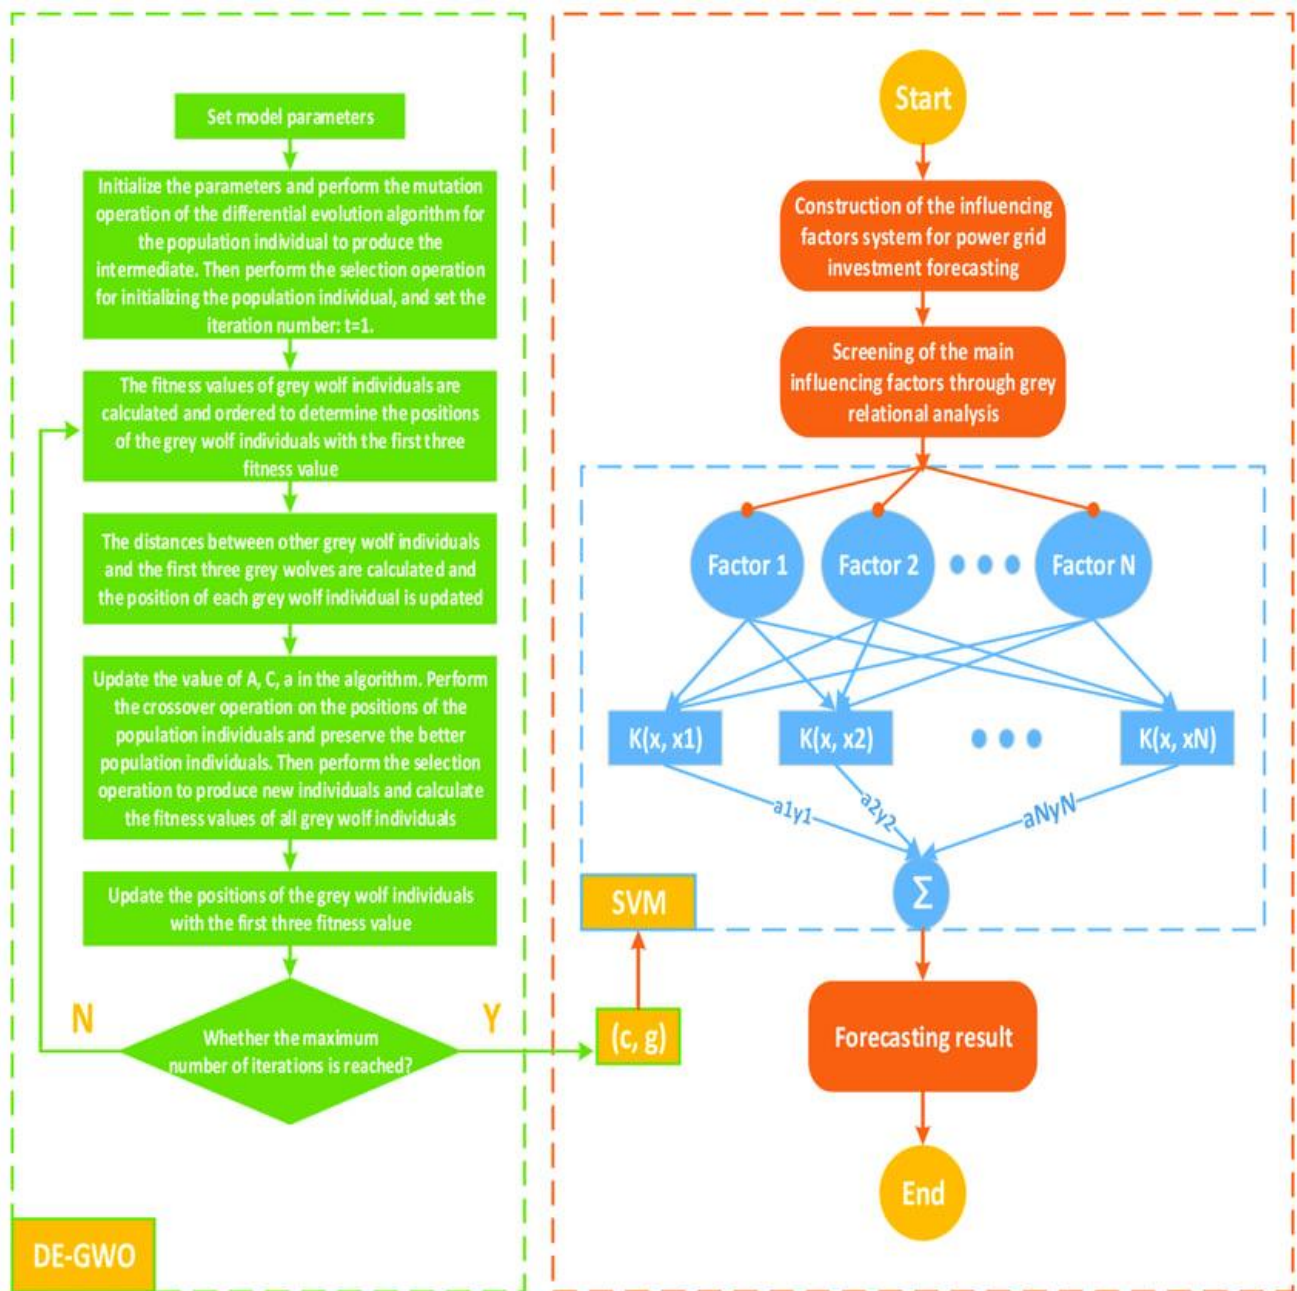 Set model parameters
Initialize the parameters and perform the mutation
operation of the differential evolution algorithm for
the population individual to produce the
intermediate. Then perform the selection operation
for initializing the population individual, and set the
iteration number: t=1.
The fitness values of grey wolf individuals are
calculated and ordered to determine the positions
of the grey wolf individuals with the first three
fitness value
The distances between other grey wolf individuals
and the first three grey wolves are calculated and
the position of each grey wolf individual is updated
Update the value of A, C, a in the algorithm. Perform
the crossover operation on the positions of the
population individuals and preserve the better
population individuals. Then perform the selection
operation to produce new individuals and calculate
the fitness values of all grey wolf individuals
Update the positions of the grey wolf individuals
with the first three fitness value
N
Whether the maximum
number of iterations is reached?
Y
DE-GWO
Start
Construction of the influencing
factors system for power grid
investment forecasting
Screening of the main
influencing factors through grey
relational analysis
Factor 1
Factor 2
Factor N
K(x, x1)
K(x, x2)
K(x, xN)
a1y1
a2y2
aNyN
Σ
SVM
(c, g)
Forecasting result
End